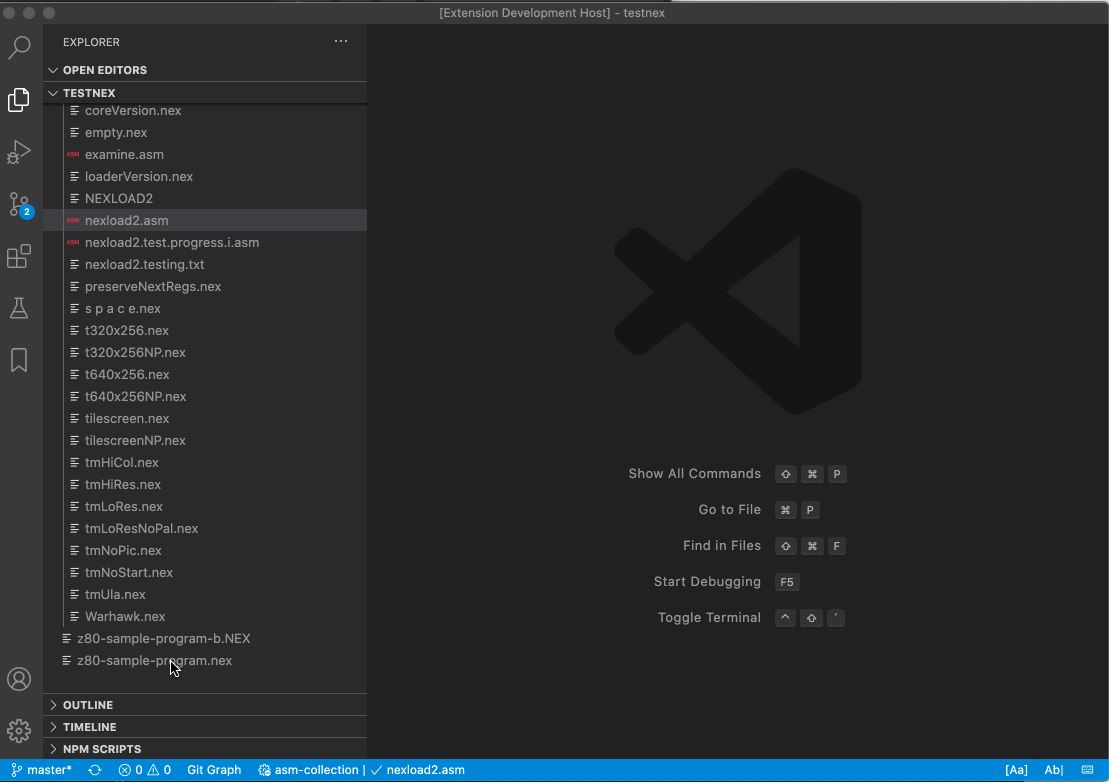 [Extension Development Host] - testnex
EXPLORER
OPEN EDITORS
TESTNEX
coreVersion.nex
empty.nex
ASM examine.asm
loaderVersion.nex
NEXLOAD2
ASM nexload2.asm
ASM nexload2.test.progress.i.asm
nexload2.testing.txt
preserveNextRegs.nex
s p a c e.nex
t320x256.nex
t320x256NP.nex
t640x256.nex
t640x256NP.nex
tilescreen.nex
tilescreenNP.nex
tmHiCol.nex
tmHiRes.nex
tmLoRes.nex
tmLoResNoPal.nex
tmNoPic.nex
tmNoStart.nex
tmUla.nex
Warhawk.nex
z80-sample-program-b.NEX
z80-sample-program.nex
OUTLINE
TIMELINE
NPM SCRIPTS
2
Show All Commands ⇧ ⌘ P
Go to File ⌘ P
Find in Files ⇧ ⌘ F
Start Debugging F5
Toggle Terminal ^ ⇧ ´
master* 0 0 Git Graph asm-collection | ✓ nexload2.asm [Aa] Ab|